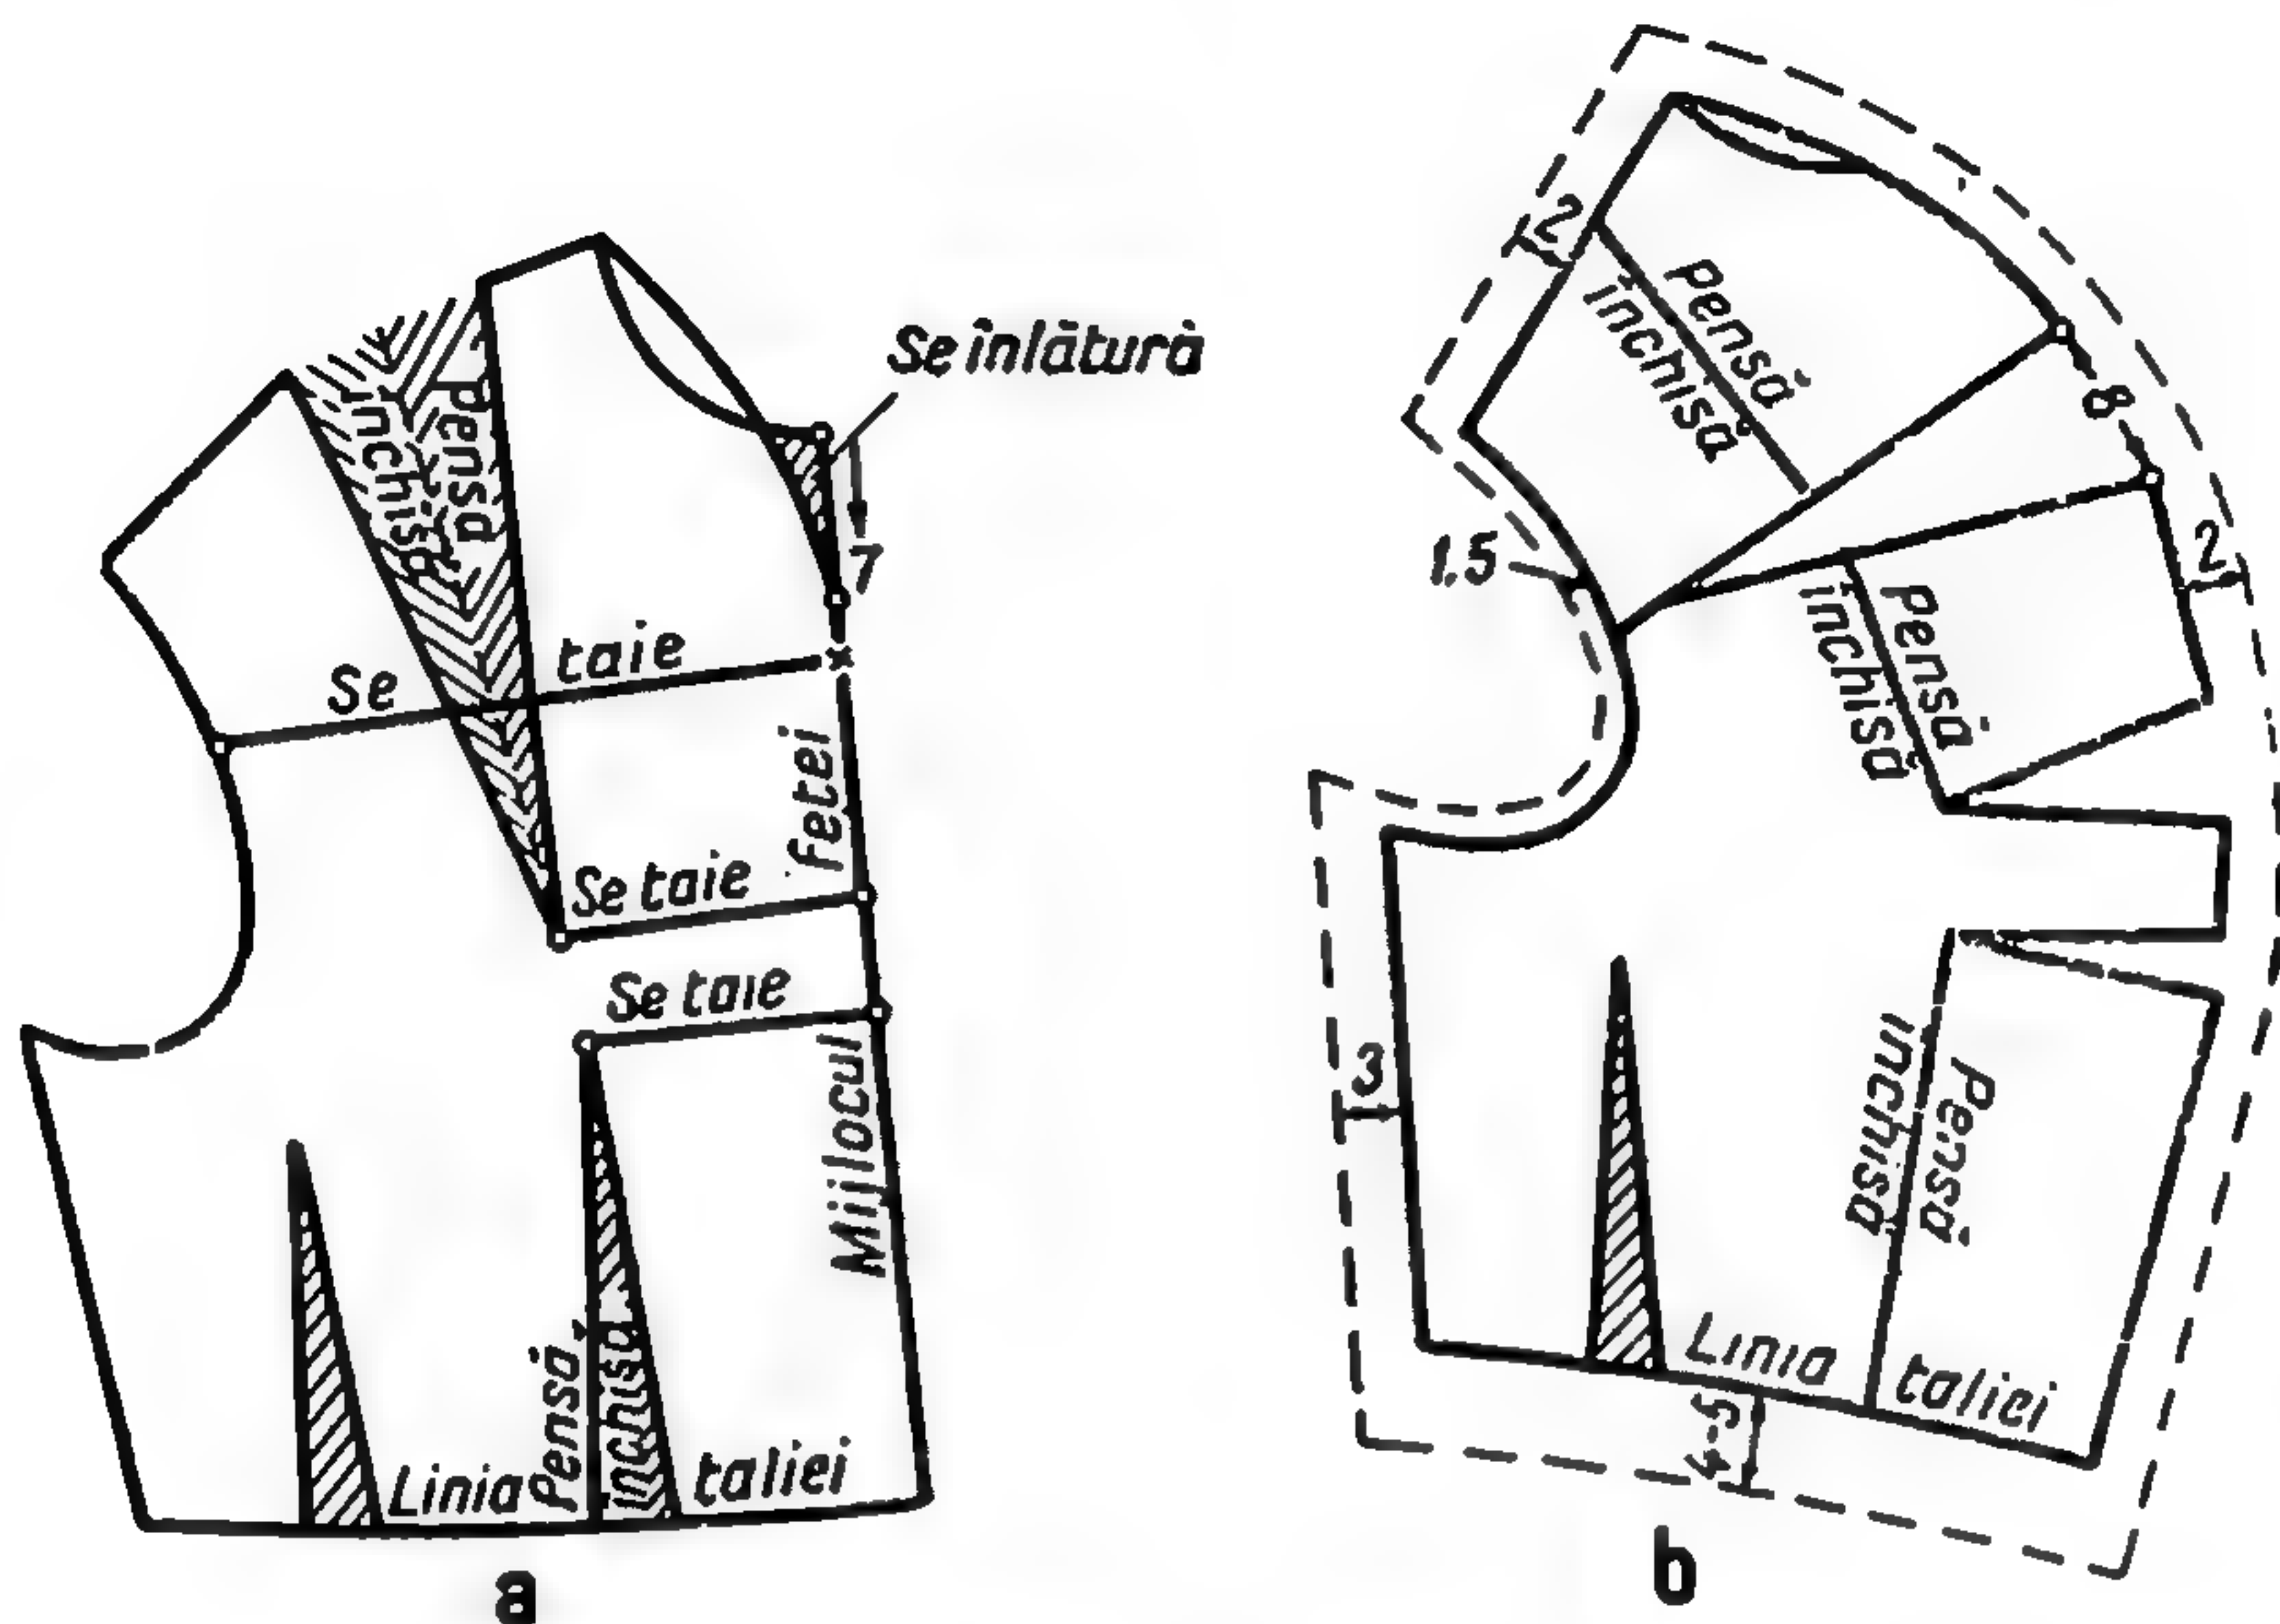 Se înlătură
Pensă
închisă
7
Se taie
fetei
Se taie
Se taie
Mijlocul
Pensă
închisă
Linia taliei
a
2
Pensă
închisă
8
1.5
2
Pensă
închisă
3
Pensă
închisă
Linia taliei
4-5
b